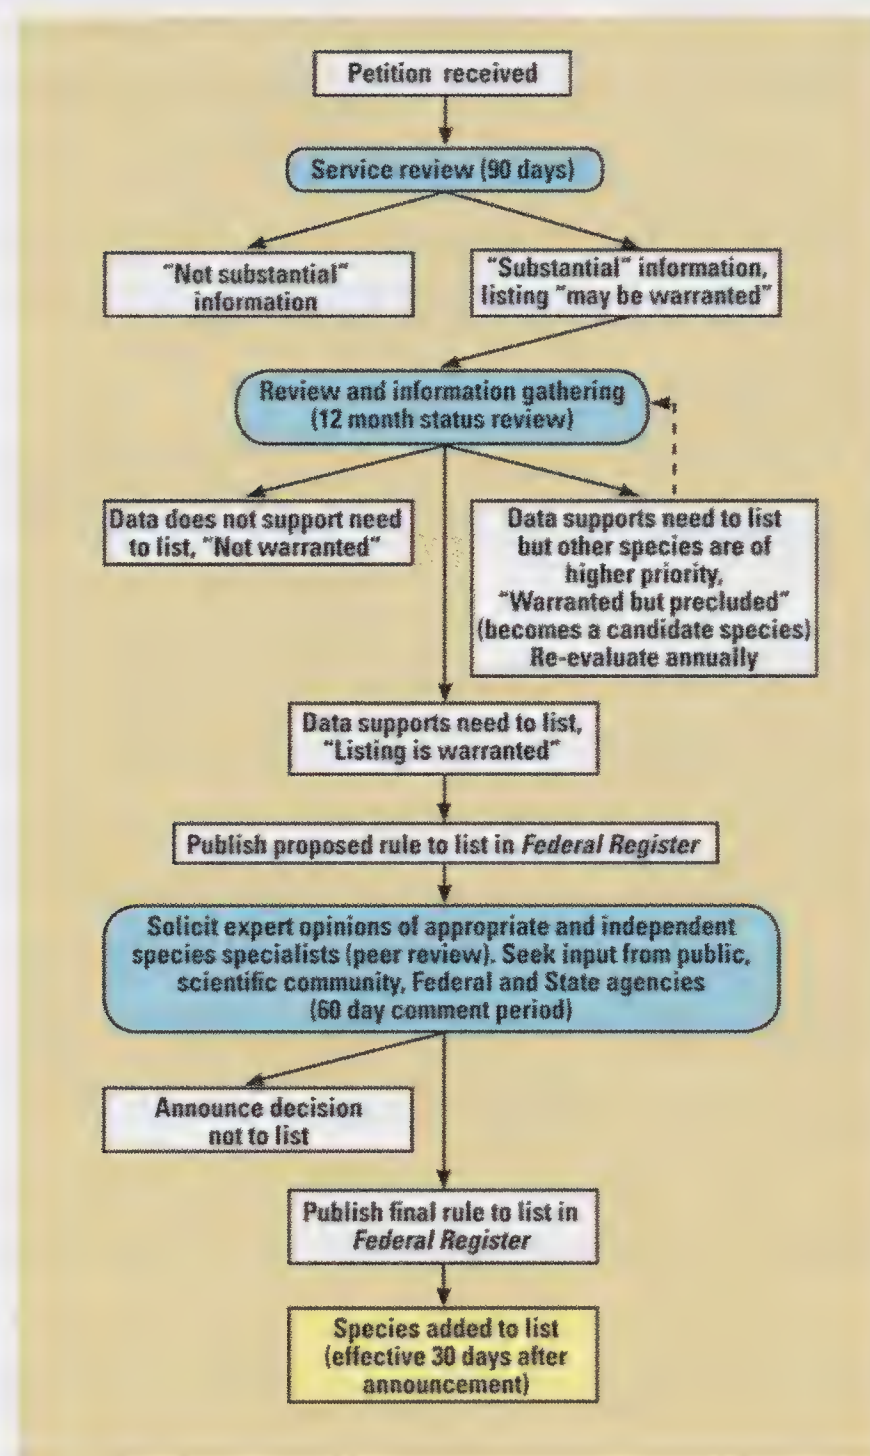 Petition received
Service review (90 days)
"Not substantial"
information
"Substantial" information,
listing "may be warranted"
Review and information gathering
(12 month status review)
Data does not support need
to list, "Not warranted"
Data supports need to list
but other species are of
higher priority,
"Warranted but precluded"
(becomes a candidate species)
Re-evaluate annually
Data supports need to list,
"Listing is warranted"
Publish proposed rule to list in Federal Register
Solicit expert opinions of appropriate and independent
species specialists (peer review). Seek input from public,
scientific community, Federal and State agencies
(60 day comment period)
Announce decision
not to list
Publish final rule to list in
Federal Register
Species added to list
(effective 30 days after
announcement)